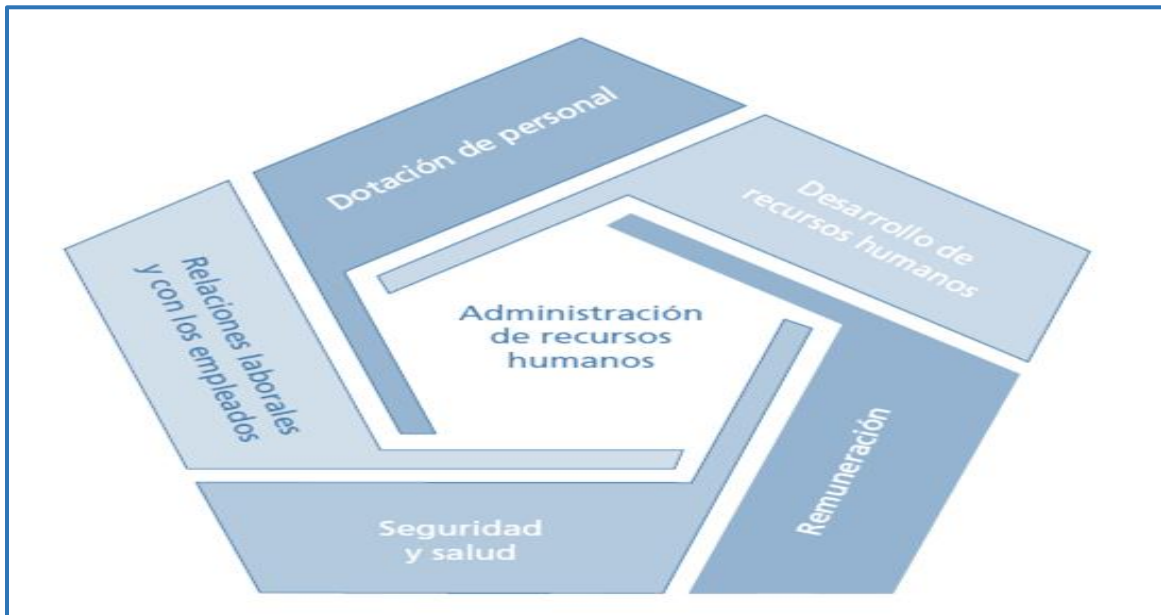 Dotación de personal
Desarrollo de
recursos humanos
Relaciones laborales
y con los empleados
Administración
de recursos
humanos
Remuneración
Seguridad
y salud